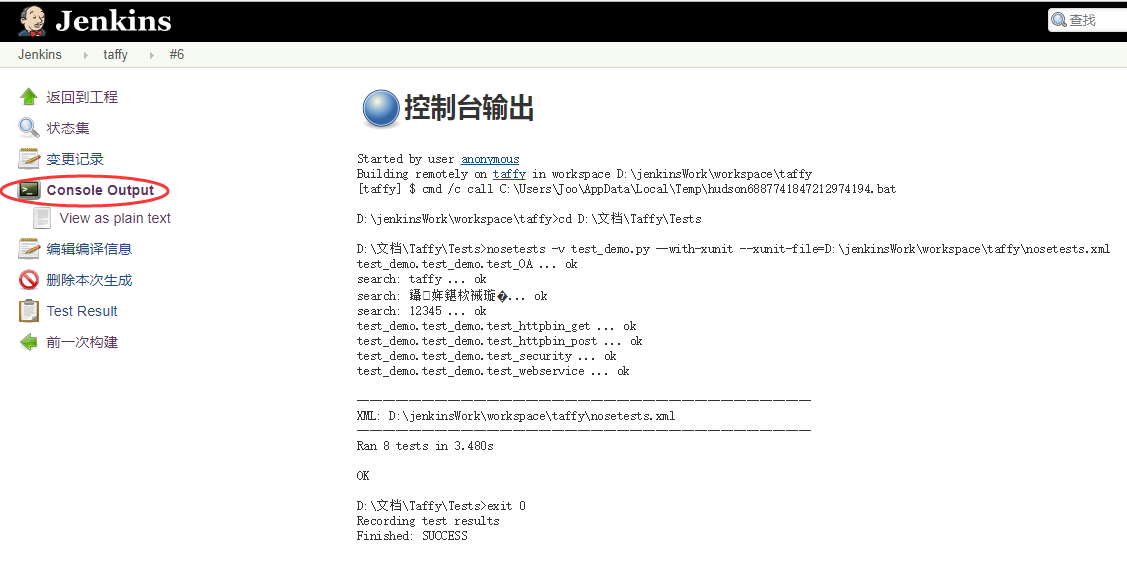 Jenkins
查找
Jenkins taffy #6
返回到工程
状态集
变更记录
Console Output
View as plain text
编辑编译信息
删除本次生成
Test Result
前一次构建
控制台输出
Started by user anonymous
Building remotely on taffy in workspace D:\jenkinsWork\workspace\taffy
[taffy] $ cmd /c call C:\Users\Joo\AppData\Local\Temp\hudson6887741847212974194.bat
D:\jenkinsWork\workspace\taffy>cd D:\文档\Taffy\Tests
D:\文档\Taffy\Tests>nosetests -v test_demo.py --with-xunit --xunit-file=D:\jenkinsWork\workspace\taffy\nosetests.xml
test_demo.test_demo.test_OA ... ok
search: taffy ... ok
search: ... ok
search: 12345 ... ok
test_demo.test_demo.test_httpbin_get ... ok
test_demo.test_demo.test_httpbin_post ... ok
test_demo.test_demo.test_security ... ok
test_demo.test_demo.test_webservice ... ok
----------------------------------------------------------------------
XML: D:\jenkinsWork\workspace\taffy\nosetests.xml
----------------------------------------------------------------------
Ran 8 tests in 3.480s
OK
D:\文档\Taffy\Tests>exit 0
Recording test results
Finished: SUCCESS